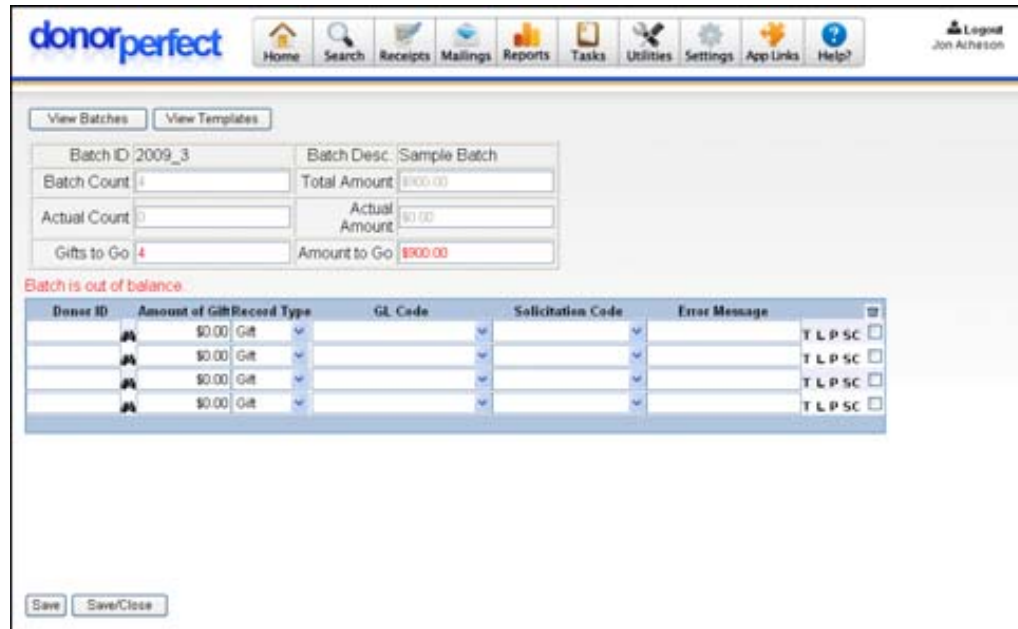 donorperfect
Home Search Receipts Mailings Reports Tasks Utilities Settings App Links Help?
Logout
Jon Acheson
View Batches View Templates
Batch ID 2009_3 Batch Desc. Sample Batch
Batch Count 4 Total Amount $900.00
Actual Count 0 Actual Amount $0.00
Gifts to Go 4 Amount to Go $900.00
Batch is out of balance.
Donor ID Amount of Gift Record Type GL Code Solicitation Code Error Message
$0.00 Gift T L P SC
$0.00 Gift T L P SC
$0.00 Gift T L P SC
$0.00 Gift T L P SC
Save Save/Close